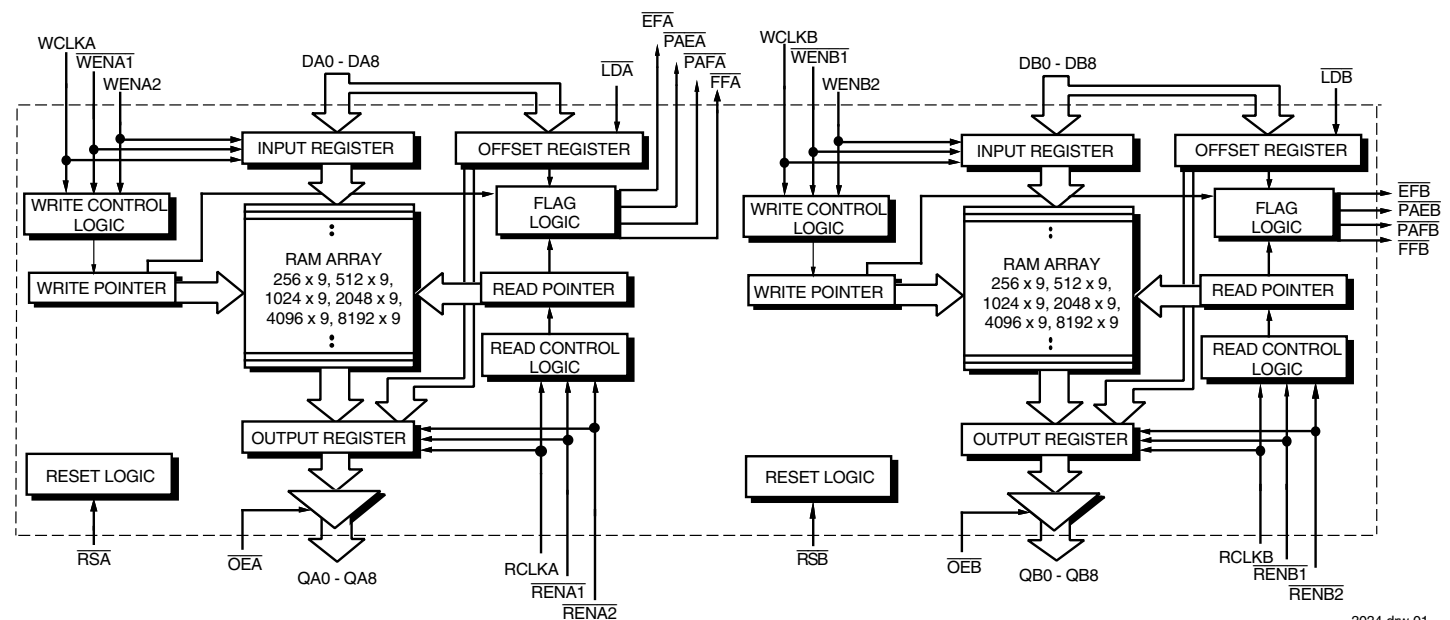 WCLKA
WENA1
WENA2
DA0 - DA8
LDA
EFA
PAEA
PAFA
FFA
INPUT REGISTER
OFFSET REGISTER
WRITE CONTROL
LOGIC
FLAG
LOGIC
WRITE POINTER
RAM ARRAY
256 x 9, 512 x 9,
1024 x 9, 2048 x 9,
4096 x 9, 8192 x 9
READ POINTER
READ CONTROL
LOGIC
OUTPUT REGISTER
RESET LOGIC
RSA
OEA
QA0 - QA8
RCLKA
RENA1
RENA2
WCLKB
WENB1
WENB2
DB0 - DB8
LDB
INPUT REGISTER
OFFSET REGISTER
WRITE CONTROL
LOGIC
FLAG
LOGIC
EFB
PAEB
PAFB
FFB
WRITE POINTER
RAM ARRAY
256 x 9, 512 x 9,
1024 x 9, 2048 x 9,
4096 x 9, 8192 x 9
READ POINTER
READ CONTROL
LOGIC
OUTPUT REGISTER
RESET LOGIC
RSB
OEB
QB0 - QB8
RCLKB
RENB1
RENB2